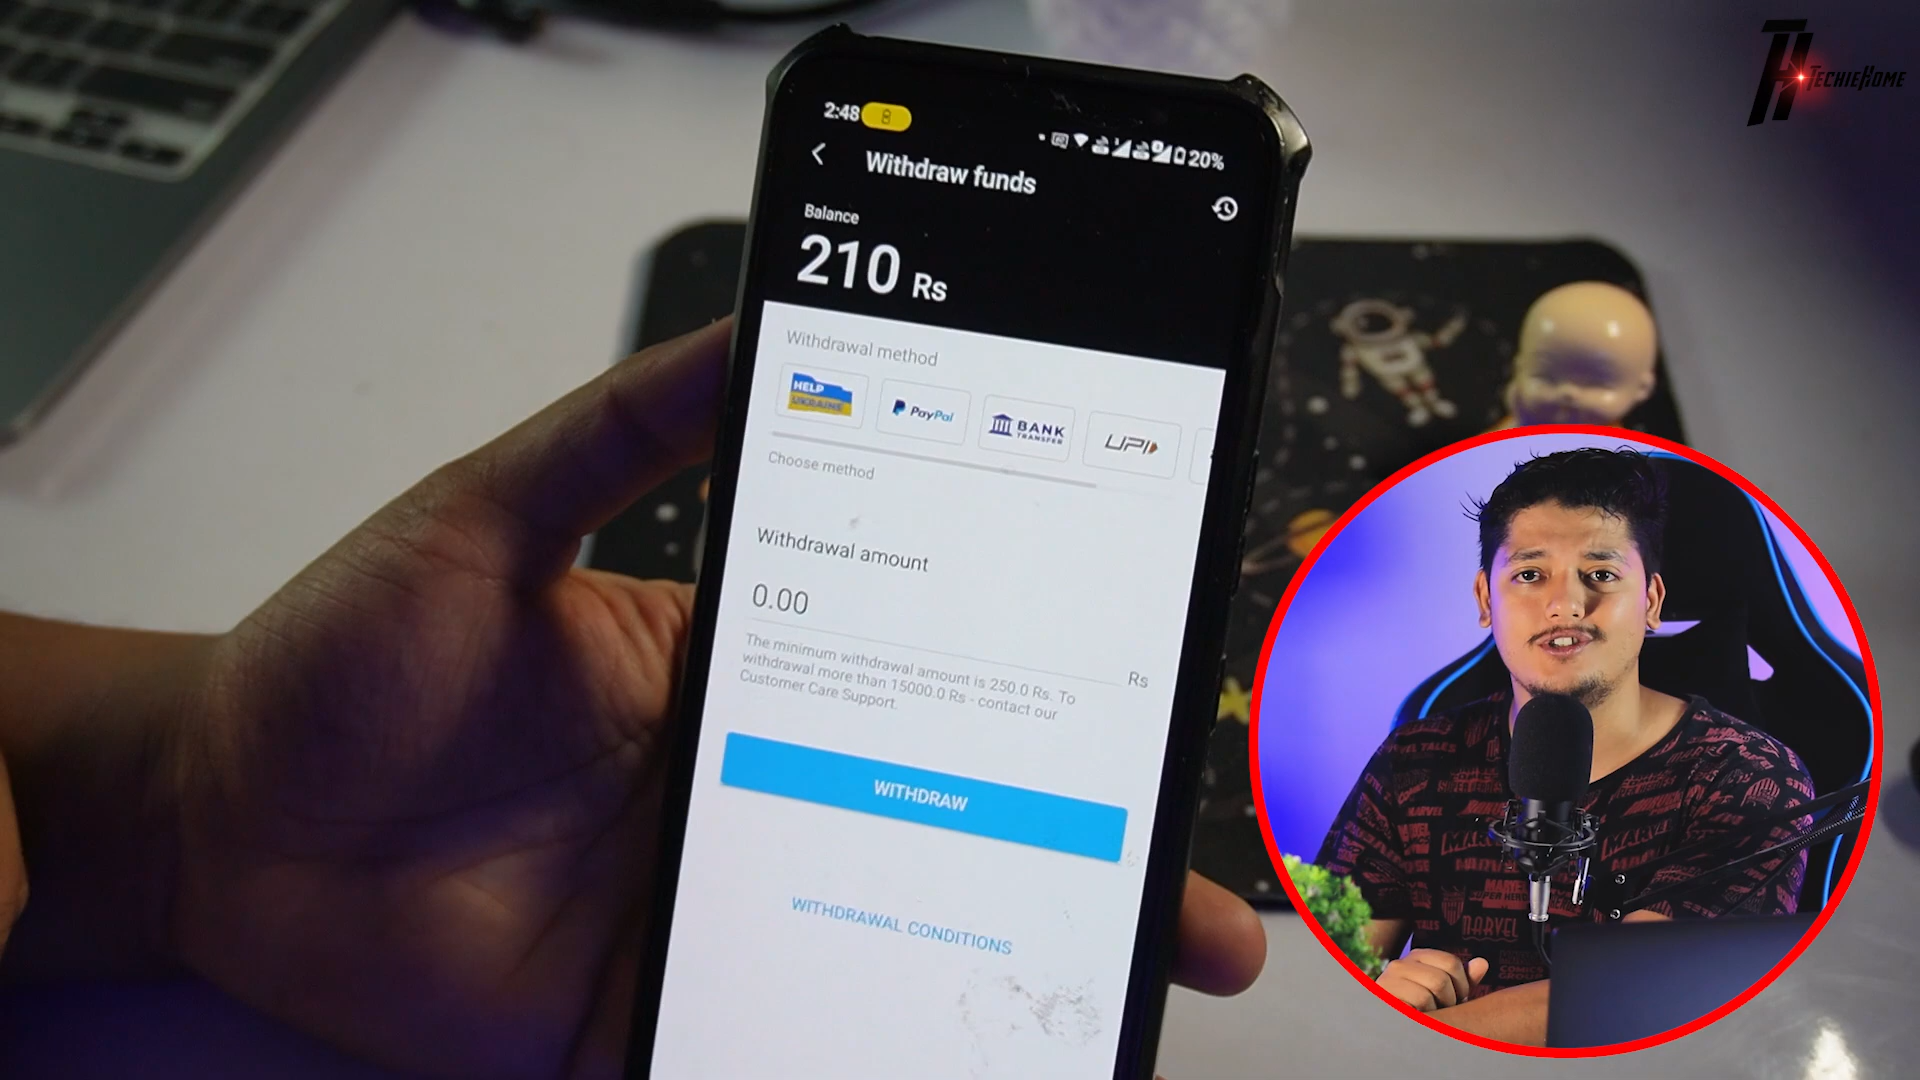 TECHIEHOME
2:48
20%
Withdraw funds
Balance
210 Rs
Withdrawal method
HELP
UKRAINE
PayPal
BANK
TRANSFER
UPI
Choose method
Withdrawal amount
0.00
Rs
The minimum withdrawal amount is 250.0 Rs. To
withdrawal more than 15000.0 Rs - contact our
Customer Care Support.
WITHDRAW
WITHDRAWAL CONDITIONS
MARVEL
MARVEL